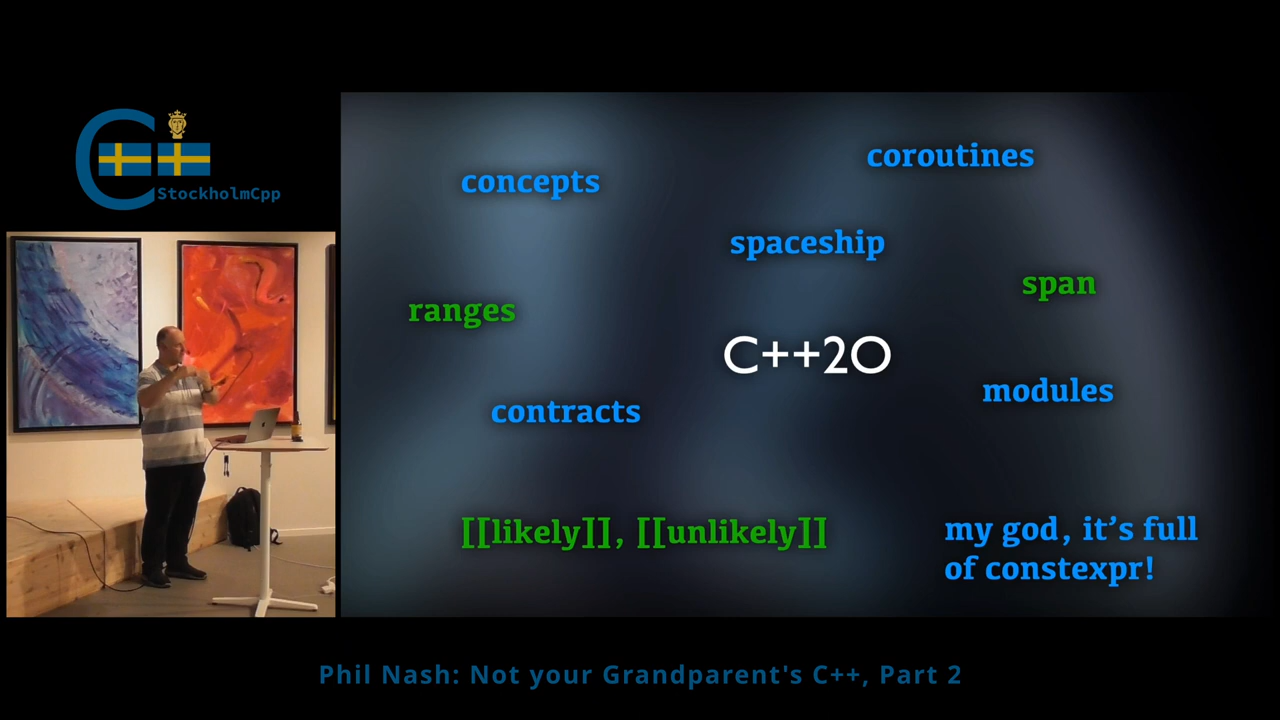 StockholmCpp
concepts
coroutines
spaceship
span
ranges
C++20
modules
contracts
[[likely]], [[unlikely]]
my god, it’s full
of constexpr!
Phil Nash: Not your Grandparent's C++, Part 2